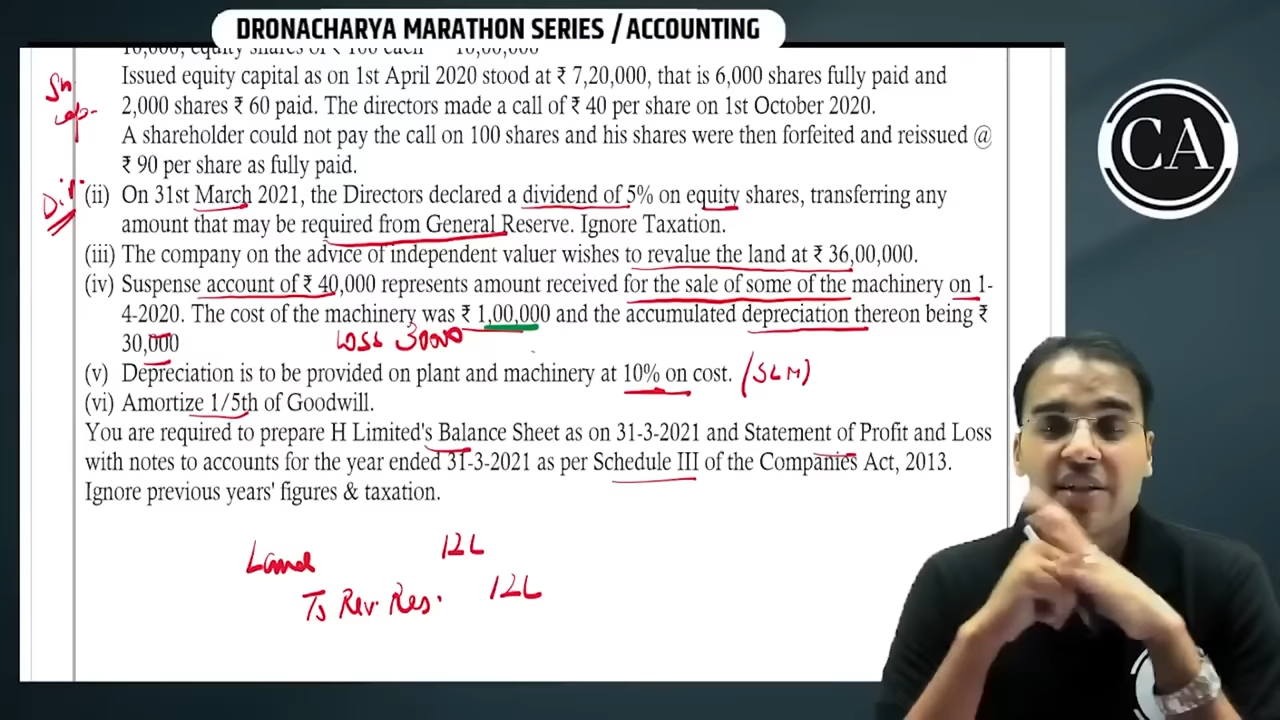 DRONACHARYA MARATHON SERIES / ACCOUNTING
10,000, equity shares of ₹ 100 each 10,00,000
Issued equity capital as on 1st April 2020 stood at ₹ 7,20,000, that is 6,000 shares fully paid and
2,000 shares ₹ 60 paid. The directors made a call of ₹ 40 per share on 1st October 2020.
A shareholder could not pay the call on 100 shares and his shares were then forfeited and reissued @
₹ 90 per share as fully paid.
Div.
(ii) On 31st March 2021, the Directors declared a dividend of 5% on equity shares, transferring any
amount that may be required from General Reserve. Ignore Taxation.
(iii) The company on the advice of independent valuer wishes to revalue the land at ₹ 36,00,000.
(iv) Suspense account of ₹ 40,000 represents amount received for the sale of some of the machinery on 1-
4-2020. The cost of the machinery was ₹ 1,00,000 and the accumulated depreciation thereon being ₹
30,000
Loss 30000
(v) Depreciation is to be provided on plant and machinery at 10% on cost. (SLM)
(vi) Amortize 1/5th of Goodwill.
You are required to prepare H Limited's Balance Sheet as on 31-3-2021 and Statement of Profit and Loss
with notes to accounts for the year ended 31-3-2021 as per Schedule III of the Companies Act, 2013.
Ignore previous years' figures & taxation.
Land 12L
To Rev. Res. 12L
CA